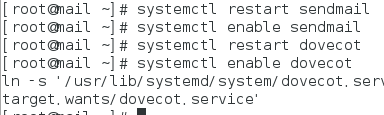 [root@mail ~]# systemctl restart sendmail
[root@mail ~]# systemctl enable sendmail
[root@mail ~]# systemctl restart dovecot
[root@mail ~]# systemctl enable dovecot
ln -s '/usr/lib/systemd/system/dovecot.serv
target.wants/dovecot.service'
[root@mail ~]#